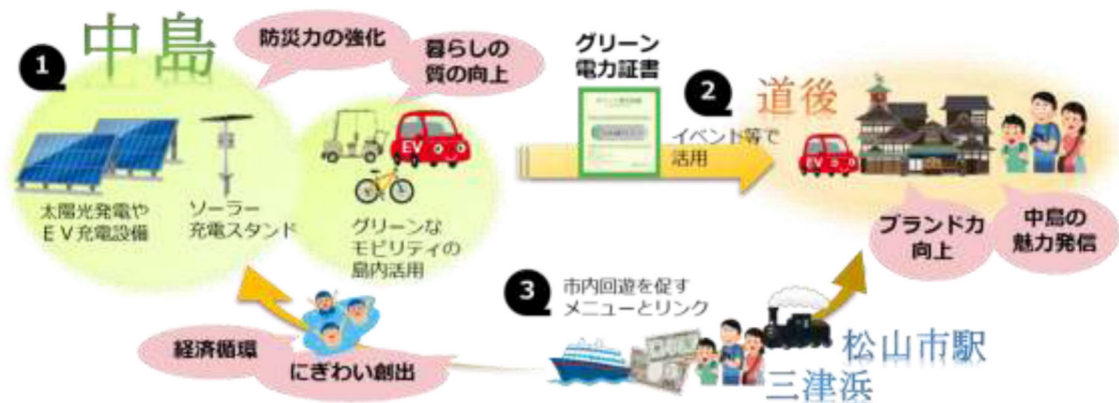 1
中島
防災力の強化
暮らしの
質の向上
太陽光発電や
EV充電設備
ソーラー
充電スタンド
EV
グリーンな
モビリティの
島内活用
グリーン
電力証書
2
道後
イベント等で
活用
EV
ブランド力
向上
中島の
魅力発信
3
市内回遊を促す
メニューとリンク
松山市駅
三津浜
経済循環
にぎわい創出